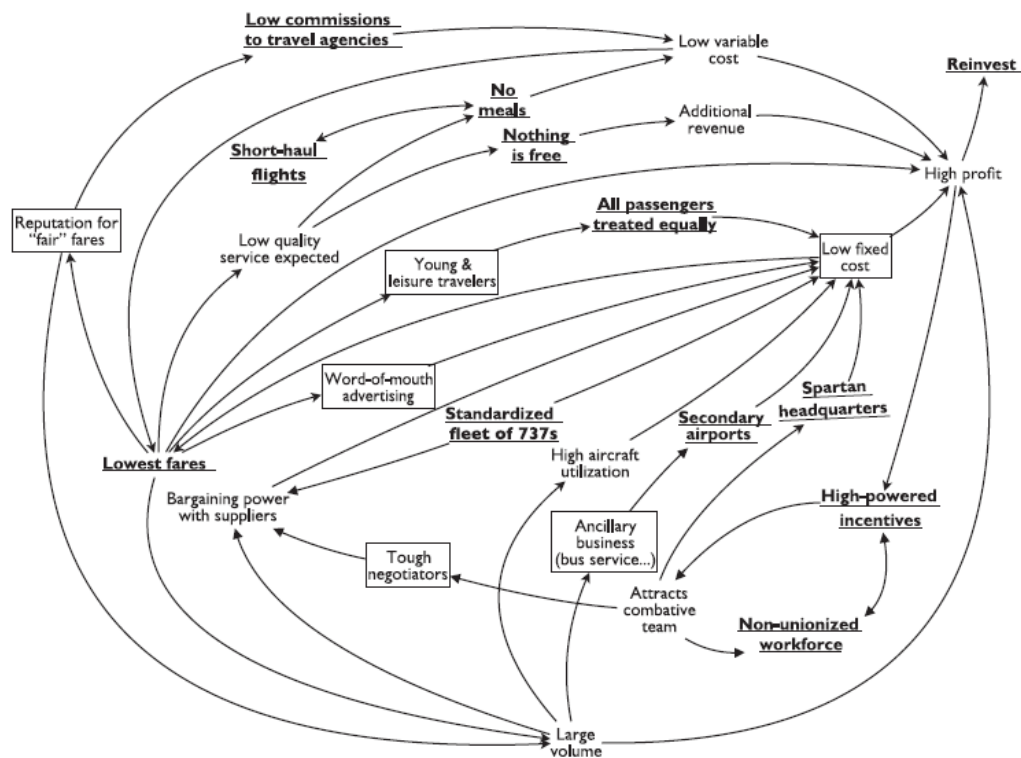 Low commissions
to travel agencies
Low variable
cost
Reinvest
No
meals
Additional
revenue
Nothing
is free
Short-haul
flights
High profit
Reputation for
"fair" fares
All passengers
treated equally
Low quality
service expected
Low fixed
cost
Young &
leisure travelers
Word-of-mouth
advertising
Spartan
headquarters
Standardized
fleet of 737s
Secondary
airports
High aircraft
utilization
Lowest fares
Bargaining power
with suppliers
High-powered
incentives
Ancillary
business
(bus service...)
Tough
negotiators
Attracts
combative
team
Non-unionized
workforce
Large
volume